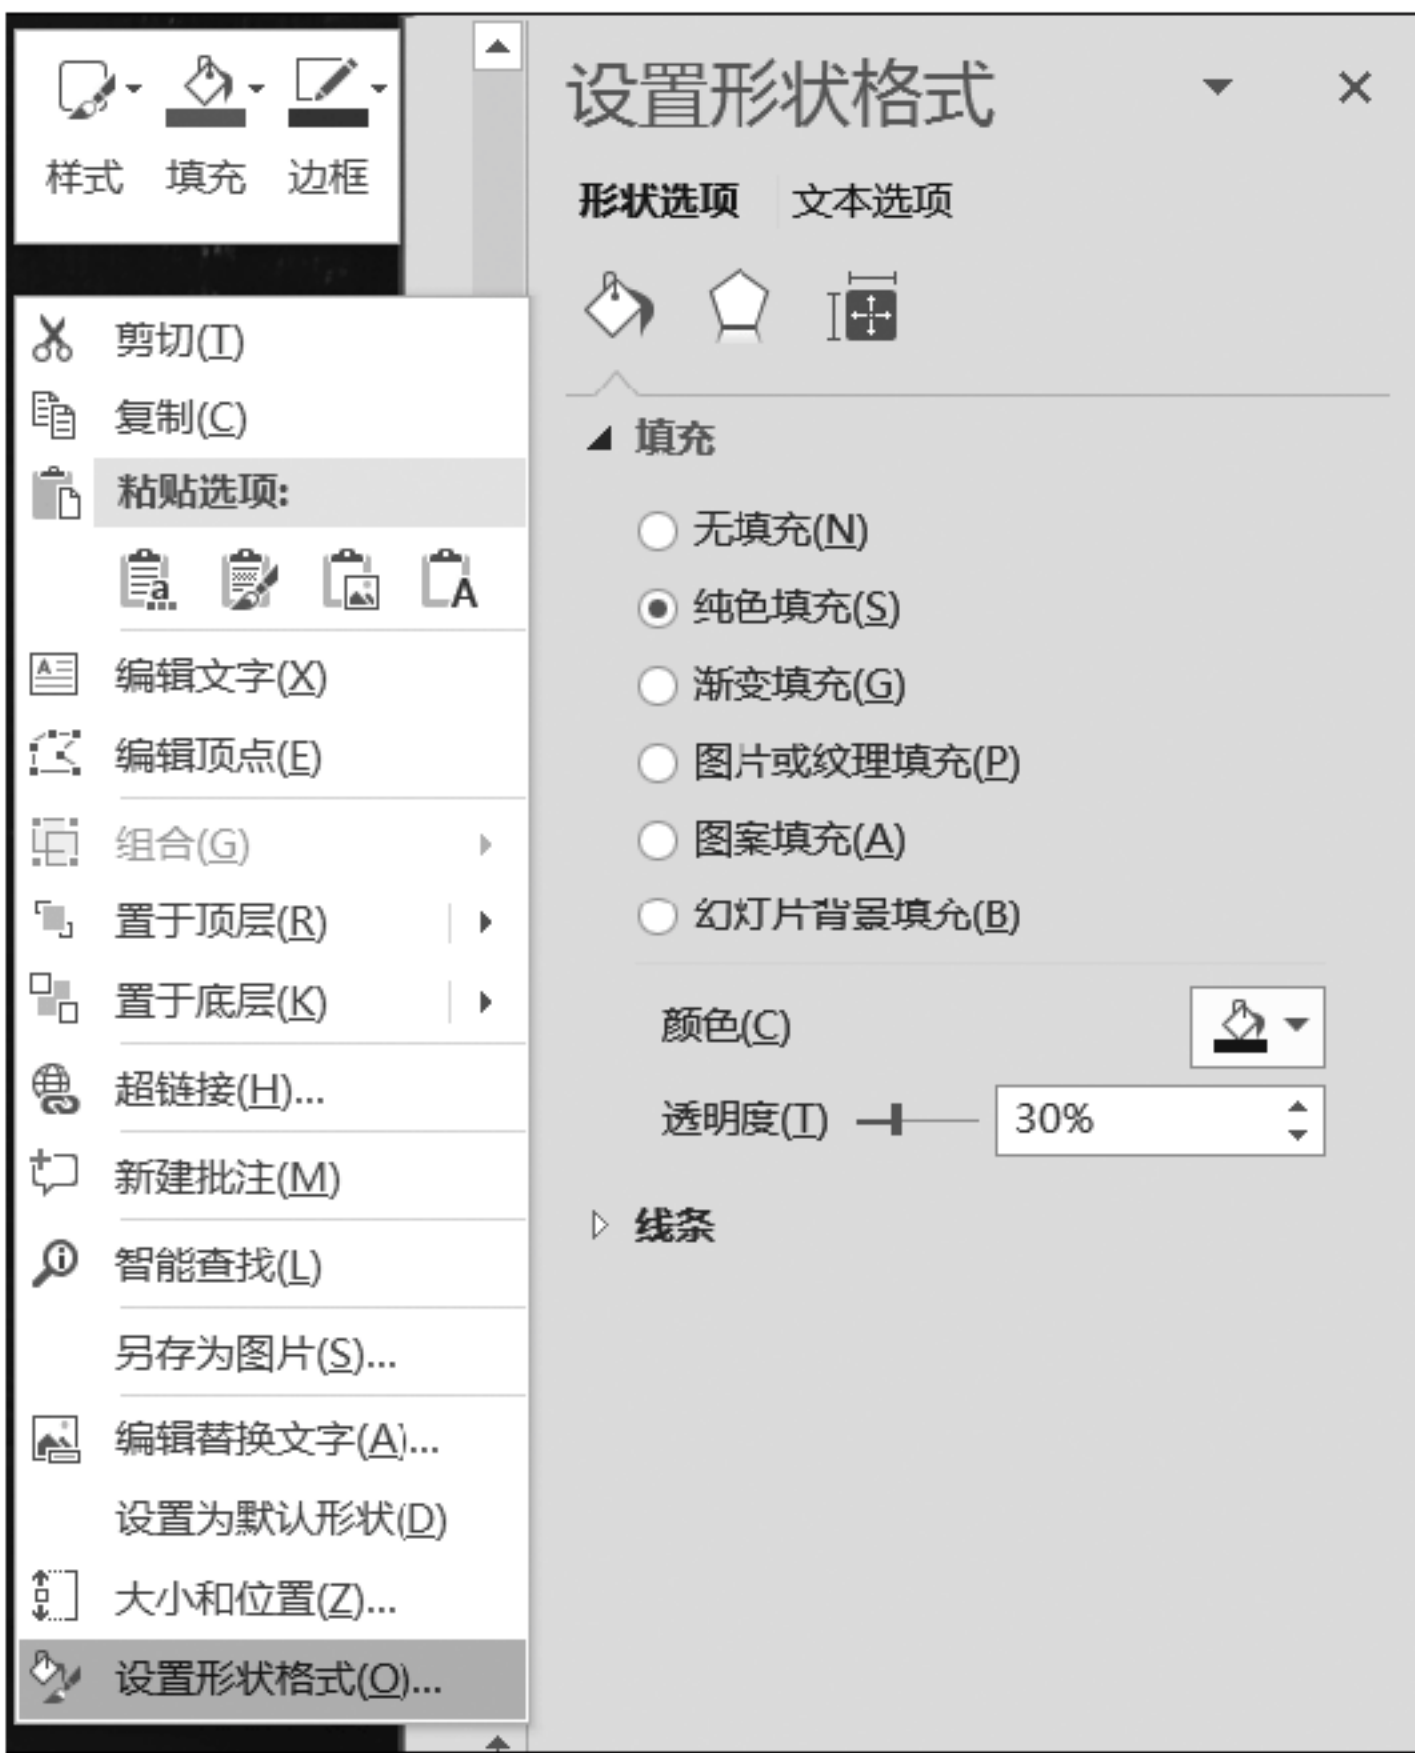 样式 填充 边框
剪切(T)
复制(C)
粘贴选项:
编辑文字(X)
编辑顶点(E)
组合(G)
置于顶层(R)
置于底层(K)
超链接(H)...
新建批注(M)
智能查找(L)
另存为图片(S)...
编辑替换文字(A)...
设置为默认形状(D)
大小和位置(Z)...
设置形状格式(O)...
设置形状格式
形状选项 文本选项
填充
无填充(N)
纯色填充(S)
渐变填充(G)
图片或纹理填充(P)
图案填充(A)
幻灯片背景填充(B)
颜色(C)
透明度(T) 30%
线条